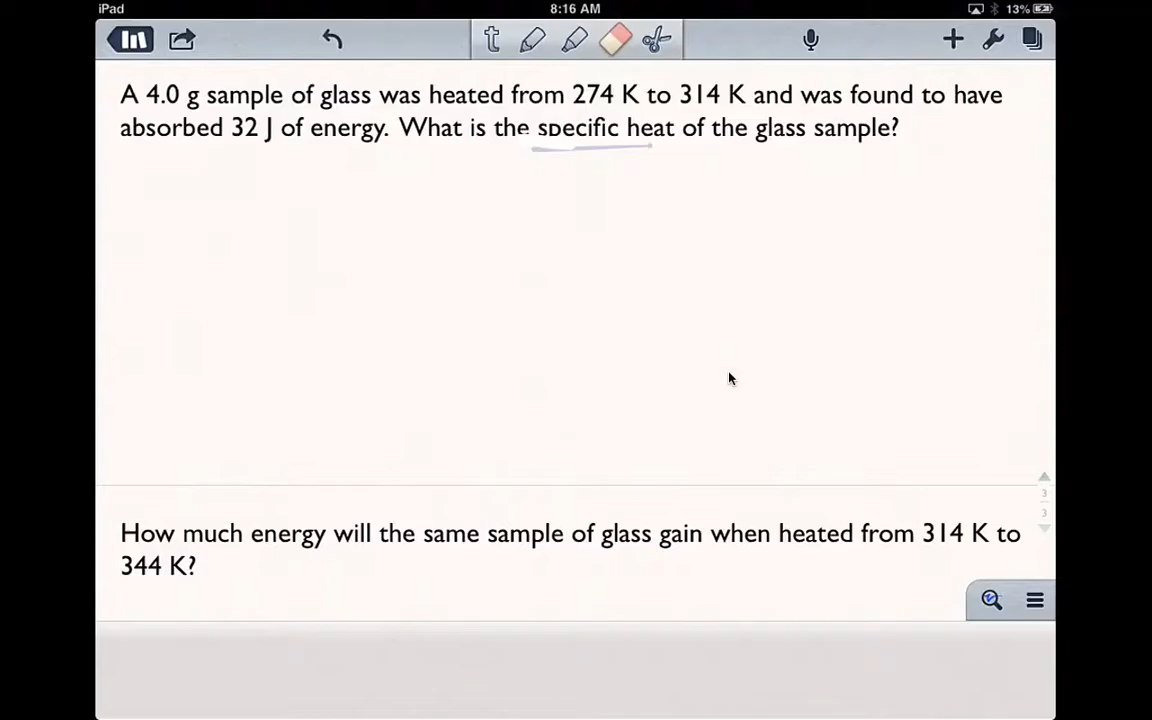 iPad
8:16 AM
13%
t
A 4.0 g sample of glass was heated from 274 K to 314 K and was found to have
absorbed 32 J of energy. What is the specific heat of the glass sample?
3
3
How much energy will the same sample of glass gain when heated from 314 K to
344 K?